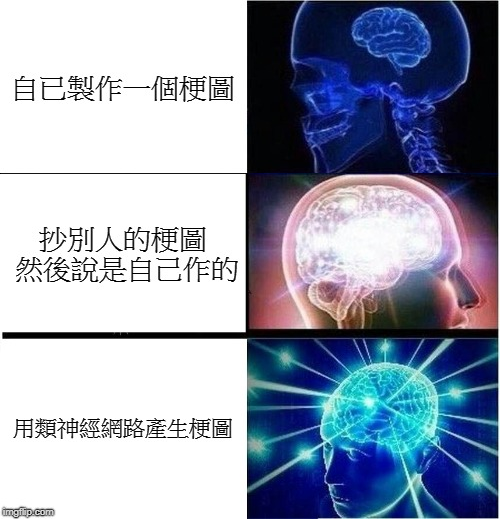 自已製作一個梗圖
抄別人的梗圖
然後說是自己作的
用類神經網路產生梗圖
imgflip.com